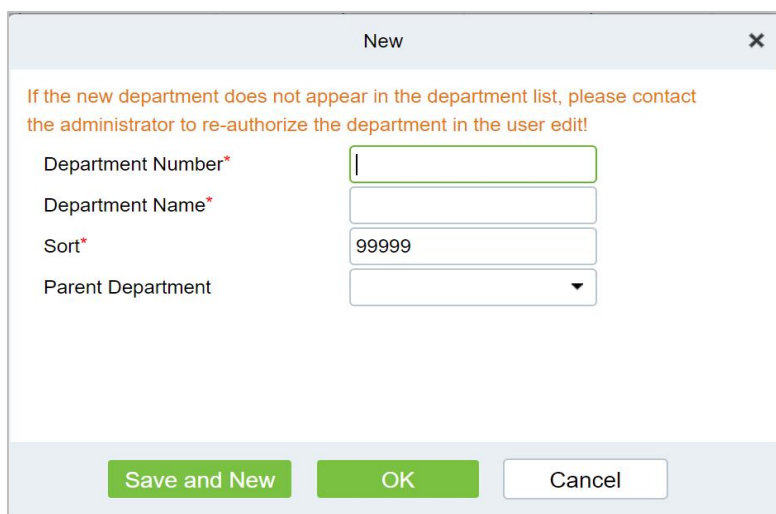 New
If the new department does not appear in the department list, please contact
the administrator to re-authorize the department in the user edit!
Department Number*
Department Name*
Sort* 99999
Parent Department
Save and New OK Cancel